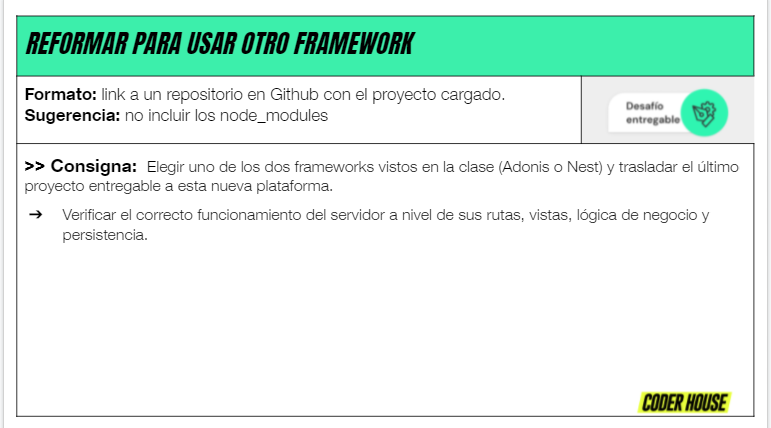 REFORMAR PARA USAR OTRO FRAMEWORK
Formato: link a un repositorio en Github con el proyecto cargado.
Sugerencia: no incluir los node_modules
Desafío
entregable
>> Consigna: Elegir uno de los dos frameworks vistos en la clase (Adonis o Nest) y trasladar el último
proyecto entregable a esta nueva plataforma.
➔ Verificar el correcto funcionamiento del servidor a nivel de sus rutas, vistas, lógica de negocio y
persistencia.
CODER HOUSE